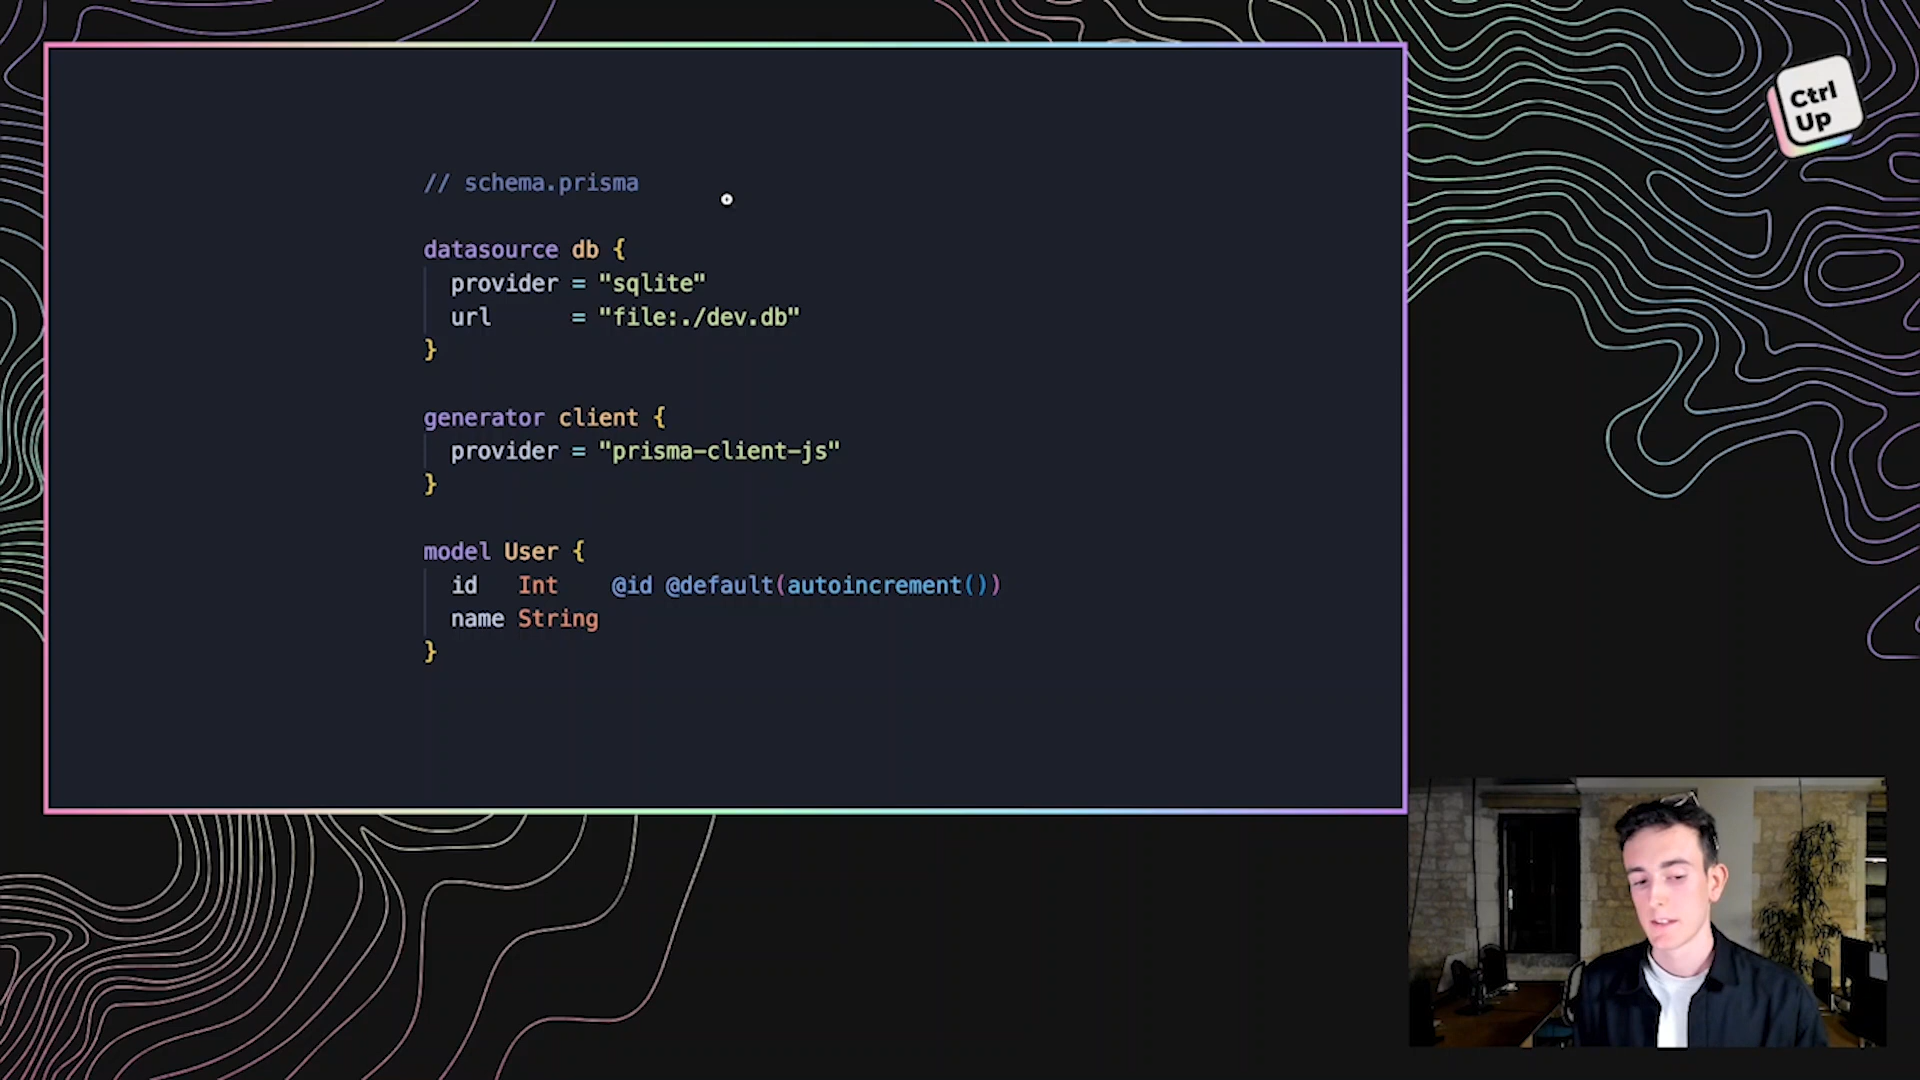 // schema.prisma
datasource db {
  provider = "sqlite"
  url      = "file:./dev.db"
}
generator client {
  provider = "prisma-client-js"
}
model User {
  id   Int    @id @default(autoincrement())
  name String
}
Ctrl
Up